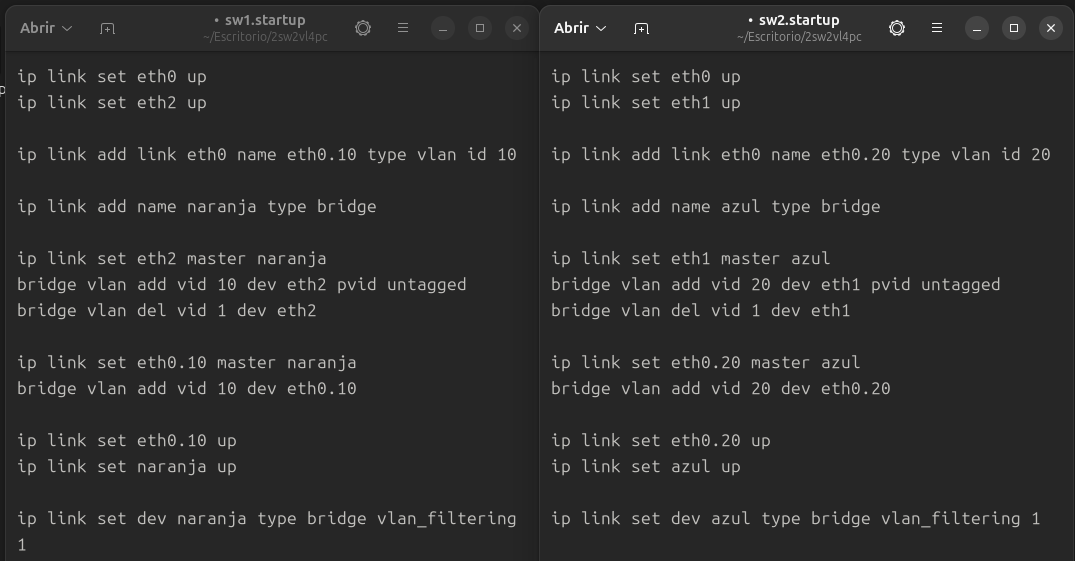 Abrir
• sw1.startup
~/Escritorio/2sw2vl4pc
ip link set eth0 up
ip link set eth2 up
ip link add link eth0 name eth0.10 type vlan id 10
ip link add name naranja type bridge
ip link set eth2 master naranja
bridge vlan add vid 10 dev eth2 pvid untagged
bridge vlan del vid 1 dev eth2
ip link set eth0.10 master naranja
bridge vlan add vid 10 dev eth0.10
ip link set eth0.10 up
ip link set naranja up
ip link set dev naranja type bridge vlan_filtering
1
Abrir
• sw2.startup
~/Escritorio/2sw2vl4pc
ip link set eth0 up
ip link set eth1 up
ip link add link eth0 name eth0.20 type vlan id 20
ip link add name azul type bridge
ip link set eth1 master azul
bridge vlan add vid 20 dev eth1 pvid untagged
bridge vlan del vid 1 dev eth1
ip link set eth0.20 master azul
bridge vlan add vid 20 dev eth0.20
ip link set eth0.20 up
ip link set azul up
ip link set dev azul type bridge vlan_filtering 1